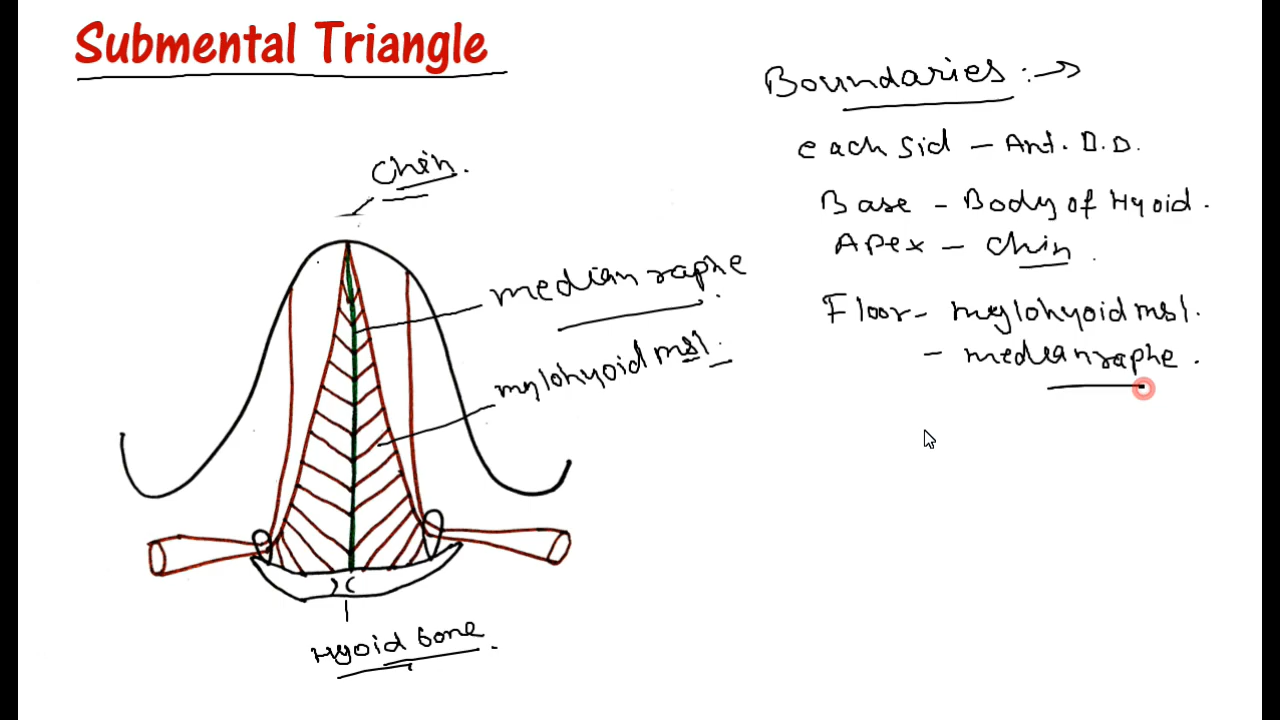 Submental Triangle
Boundaries :→
each sid - Ant. D.D.
Base - Body of Hyoid.
Apex - chin.
Floor - mylohyoid msl.
- median raphe.
Chin.
median raphe
mylohyoid msl.
Hyoid bone.